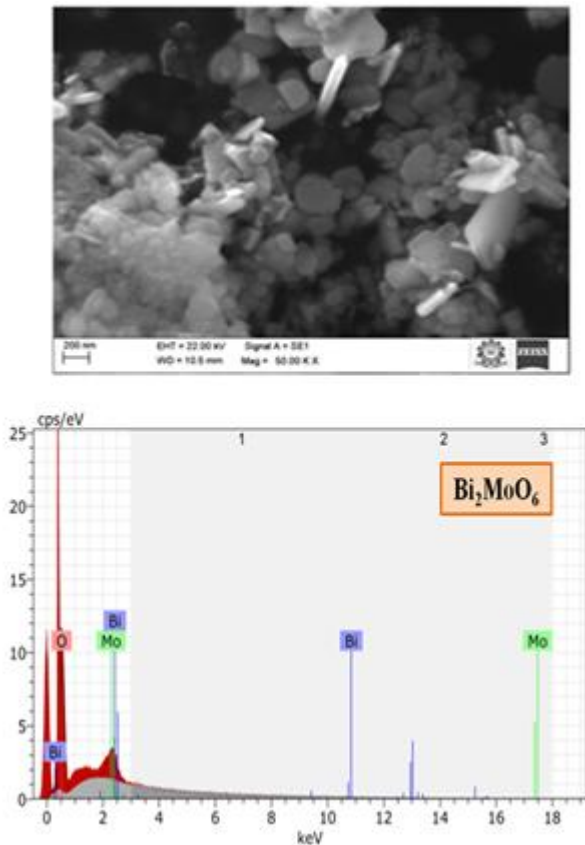 200 nm EHT = 22.00 kV Signal A = SE1
WD = 10.5 mm Mag = 50.00 K X
ZEISS
cps/eV
25
1 2 3
Bi₂MoO₆
20
15
Bi
O Mo Bi Mo
10
5
Bi
0
0 2 4 6 8 10 12 14 16 18
keV